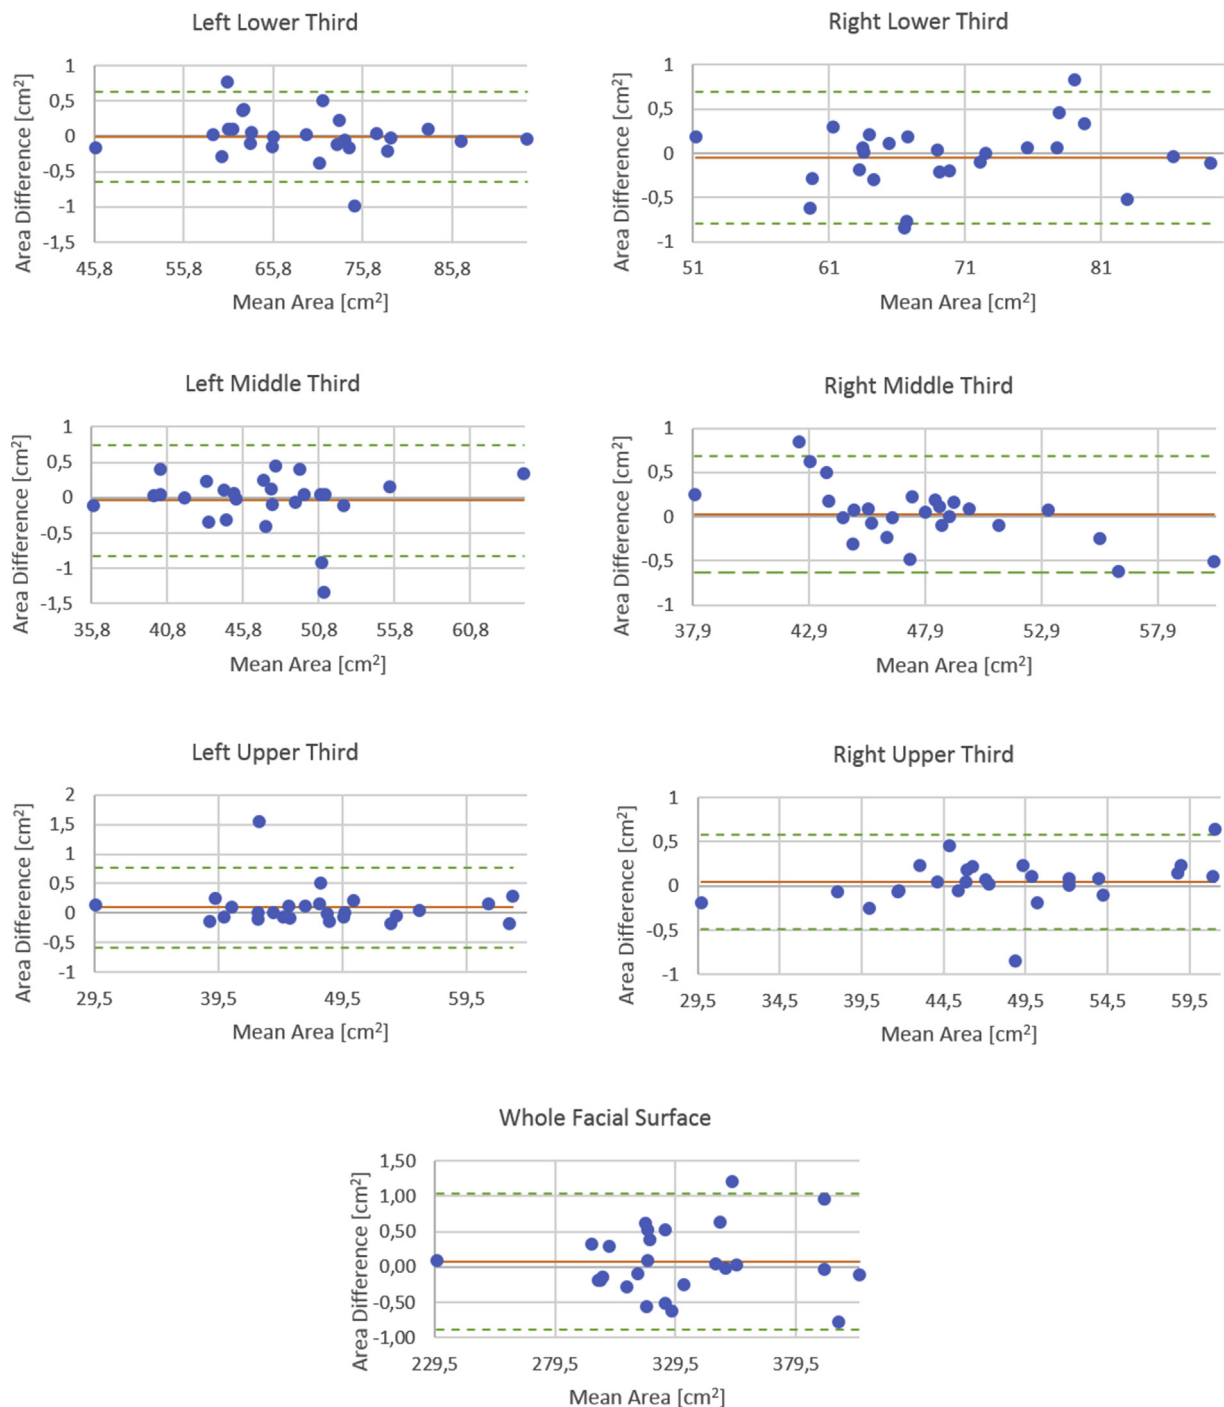 Left Lower Third
Area Difference [cm²]
1
0,5
0
-0,5
-1
-1,5
45,8 55,8 65,8 75,8 85,8
Mean Area [cm²]
Right Lower Third
Area Difference [cm²]
1
0,5
0
-0,5
-1
51 61 71 81
Mean Area [cm²]
Left Middle Third
Area Difference [cm²]
1
0,5
0
-0,5
-1
-1,5
35,8 40,8 45,8 50,8 55,8 60,8
Mean Area [cm²]
Right Middle Third
Area Difference [cm²]
1
0,5
0
-0,5
-1
37,9 42,9 47,9 52,9 57,9
Mean Area [cm²]
Left Upper Third
Area Difference [cm²]
2
1,5
1
0,5
0
-0,5
-1
29,5 39,5 49,5 59,5
Mean Area [cm²]
Right Upper Third
Area Difference [cm²]
1
0,5
0
-0,5
-1
29,5 34,5 39,5 44,5 49,5 54,5 59,5
Mean Area [cm²]
Whole Facial Surface
Area Difference [cm²]
1,50
1,00
0,50
0,00
-0,50
-1,00
229,5 279,5 329,5 379,5
Mean Area [cm²]